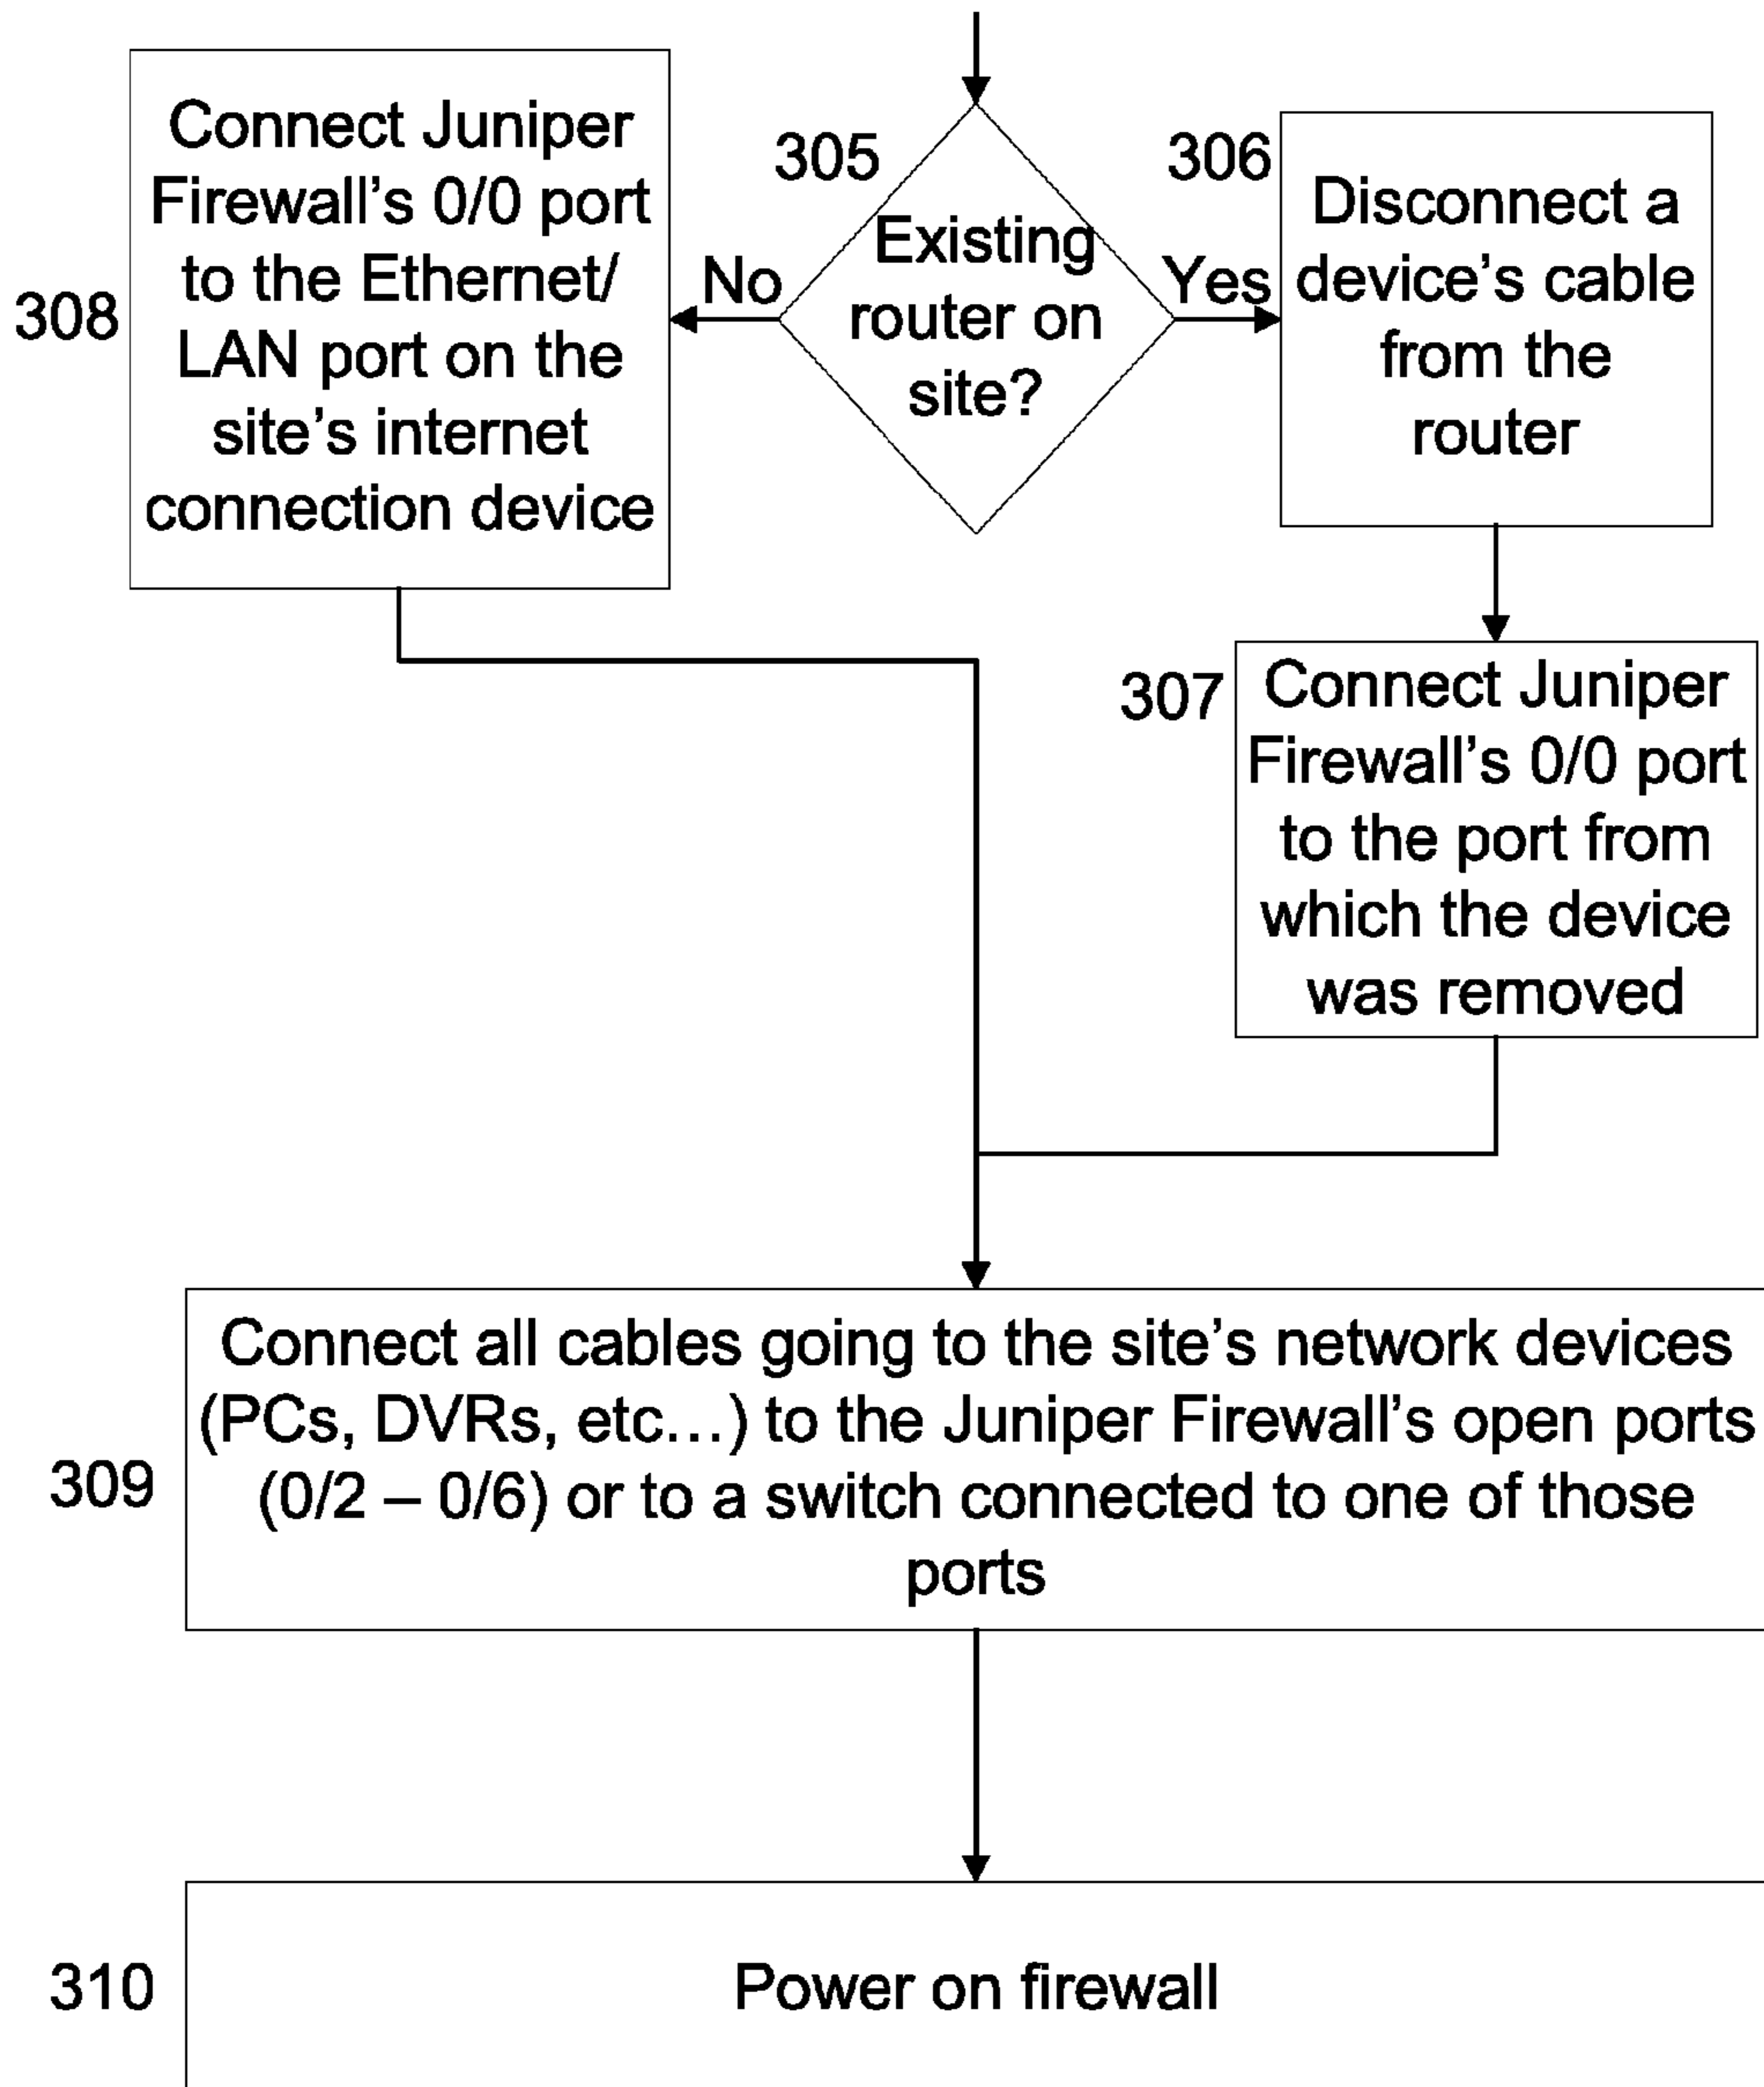 305
Existing
router on
site?
No
Yes
308
Connect Juniper
Firewall’s 0/0 port
to the Ethernet/
LAN port on the
site’s internet
connection device
306
Disconnect a
device’s cable
from the
router
307
Connect Juniper
Firewall’s 0/0 port
to the port from
which the device
was removed
309
Connect all cables going to the site’s network devices
(PCs, DVRs, etc…) to the Juniper Firewall’s open ports
(0/2 – 0/6) or to a switch connected to one of those
ports
310
Power on firewall